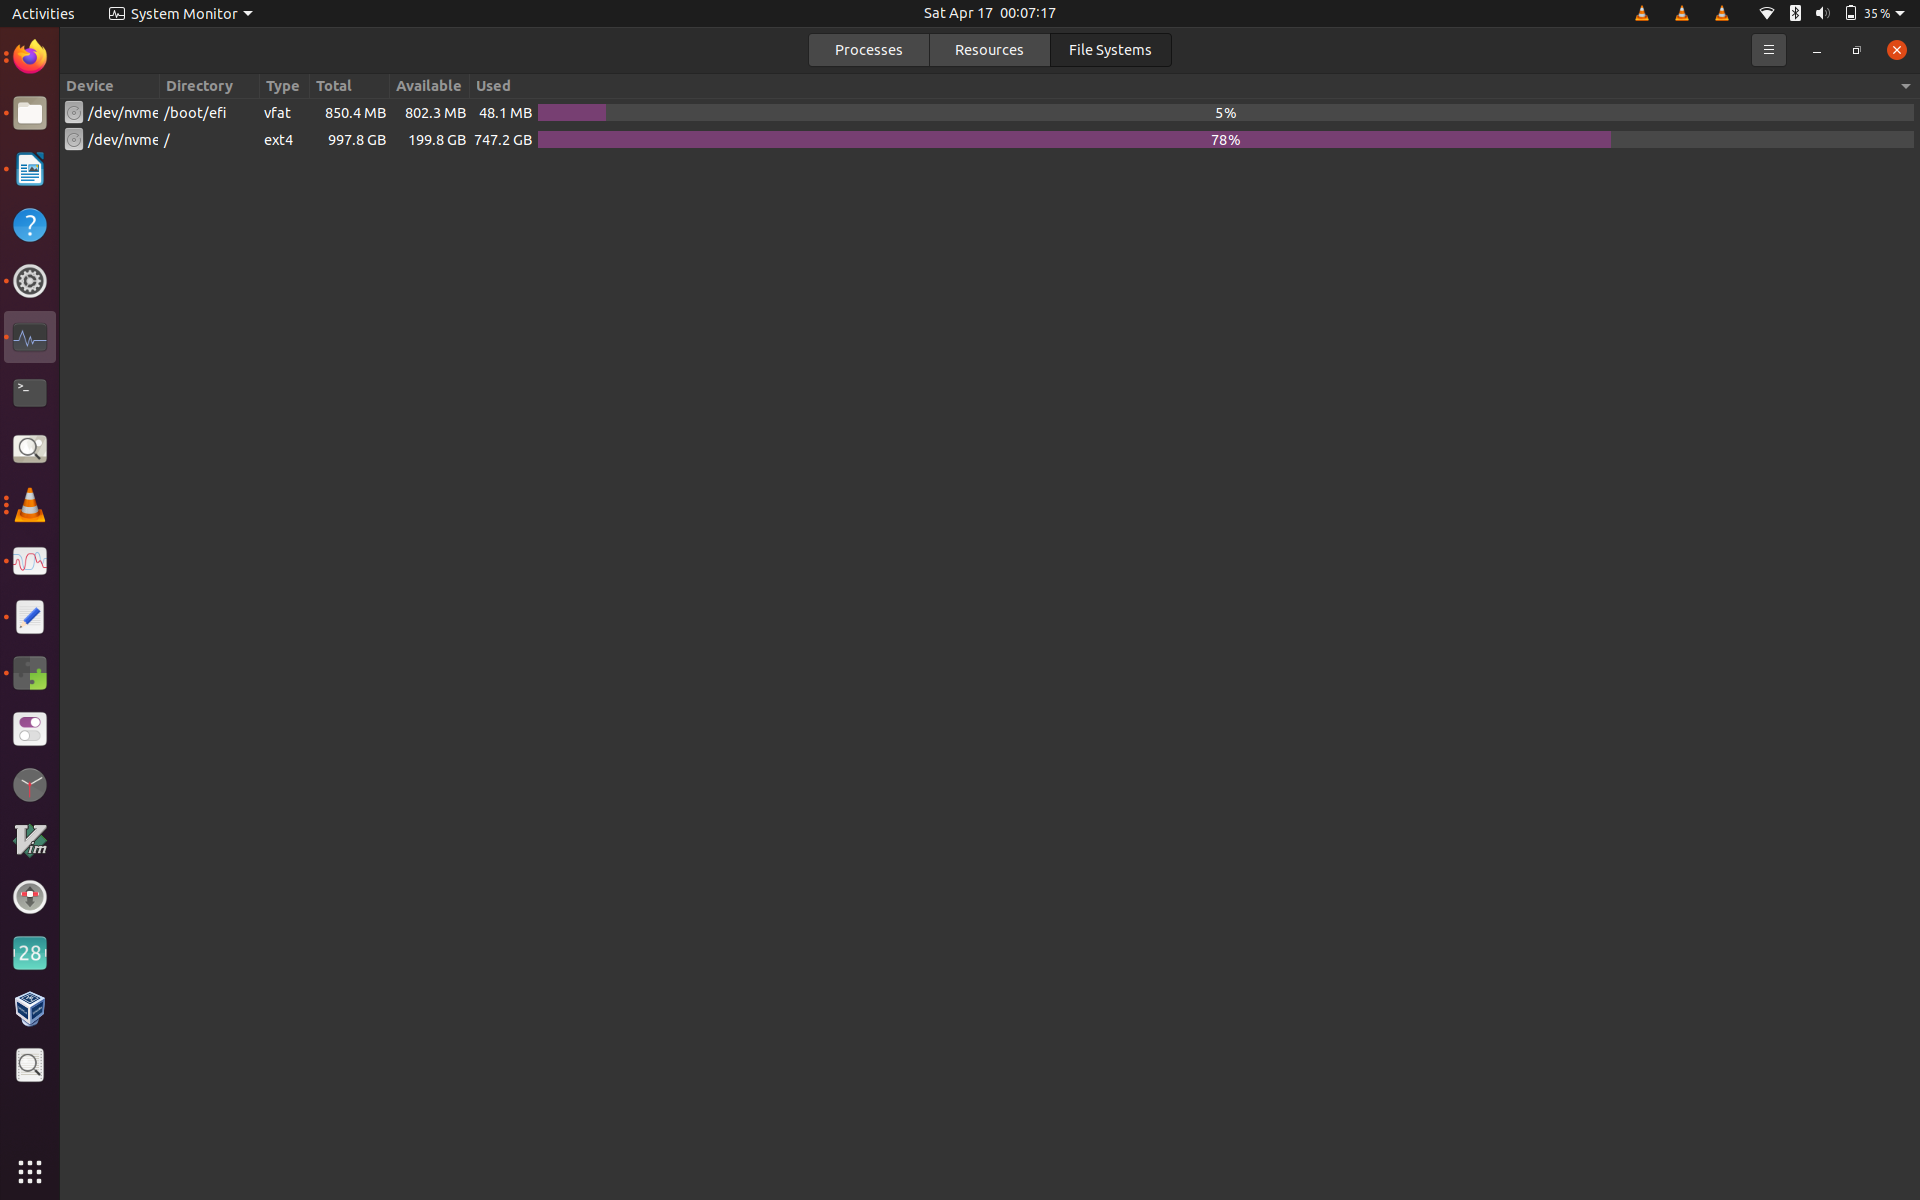 Activities System Monitor Sat Apr 17 00:07:17 35 %
Processes Resources File Systems
Device Directory Type Total Available Used
/dev/nvme /boot/efi vfat 850.4 MB 802.3 MB 48.1 MB 5%
/dev/nvme / ext4 997.8 GB 199.8 GB 747.2 GB 78%
?
>_
Vim
28